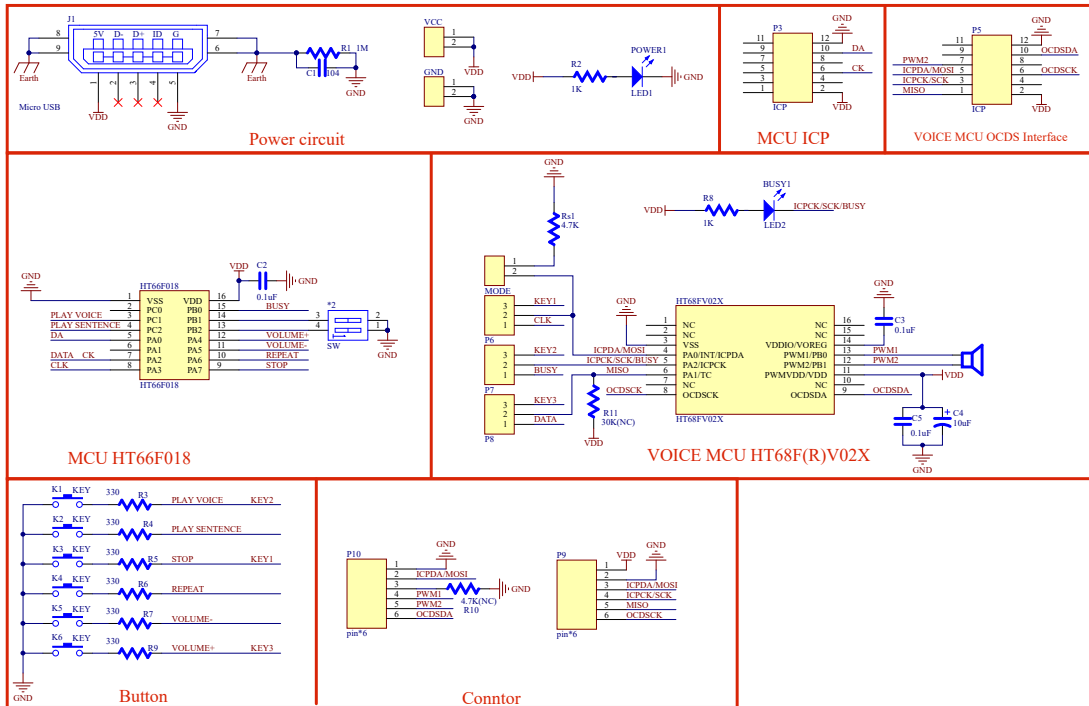 J1
8
9
5V D- D+ ID G
7
6
1 2 3 4 5
Earth
Earth
Micro USB
VDD
GND
R1 1M
C1 104
GND
VCC
1
2
VDD
GND
1
2
GND
VDD
R2
1K
POWER1
LED1
GND
Power circuit
P3
GND
11 12
9 10 DA
7 8
5 6 CK
3 4
1 2
ICP
VDD
MCU ICP
P5
GND
11 12
9 10 OCDSDA
PWM2 7 8
ICPDA/MOSI 5 6 OCDSCK
ICPCK/SCK 3 4
MISO 1 2
ICP
VDD
VOICE MCU OCDS Interface
GND
VDD
C2
0.1uF
GND
HT66F018
1 VSS VDD 16
2 PC0 PB0 15 BUSY
PLAY VOICE 3 PC1 PB1 14
PLAY SENTENCE 4 PC2 PB2 13
DA 5 PA0 PA4 12 VOLUME+
6 PA1 PA5 11 VOLUME-
DATA CK 7 PA2 PA6 10 REPEAT
CLK 8 PA3 PA7 9 STOP
HT66F018
*2
3 2
4 1
SW
GND
MCU HT66F018
GND
Rs1
4.7K
1
2
MODE
3 KEY1
2
1 CLK
P6
3 KEY2
2
1 BUSY
P7
3 KEY3
2
1 DATA
P8
VDD
R8
1K
BUSY1
LED2
ICPCK/SCK/BUSY
GND
HT68FV02X
1 NC NC 16
2 NC NC 15
3 VSS VDDIO/VOREG 14
ICPDA/MOSI 4 PA0/INT/ICPDA PWM1/PB0 13 PWM1
ICPCK/SCK/BUSY 5 PA2/ICPCK PWM2/PB1 12 PWM2
MISO 6 PA1/TC PWMVDD/VDD 11 VDD
7 NC NC 10
OCDSCK 8 OCDSCK OCDSDA 9 OCDSDA
HT68FV02X
R11
30K(NC)
VDD
GND
C3
0.1uF
C5
0.1uF
+
C4
10uF
GND
VOICE MCU HT68F(R)V02X
K1 KEY 330 R3 PLAY VOICE KEY2
K2 KEY 330 R4 PLAY SENTENCE
K3 KEY 330 R5 STOP KEY1
K4 KEY 330 R6 REPEAT
K5 KEY 330 R7 VOLUME-
K6 KEY 330 R9 VOLUME+ KEY3
GND
Button
P10
GND
1
2 ICPDA/MOSI
3
4 PWM1
5 PWM2
6 OCDSDA
pin*6
4.7K(NC)
R10
GND
P9
VDD
GND
1
2
3 ICPDA/MOSI
4 ICPCK/SCK
5 MISO
6 OCDSCK
pin*6
Conntor